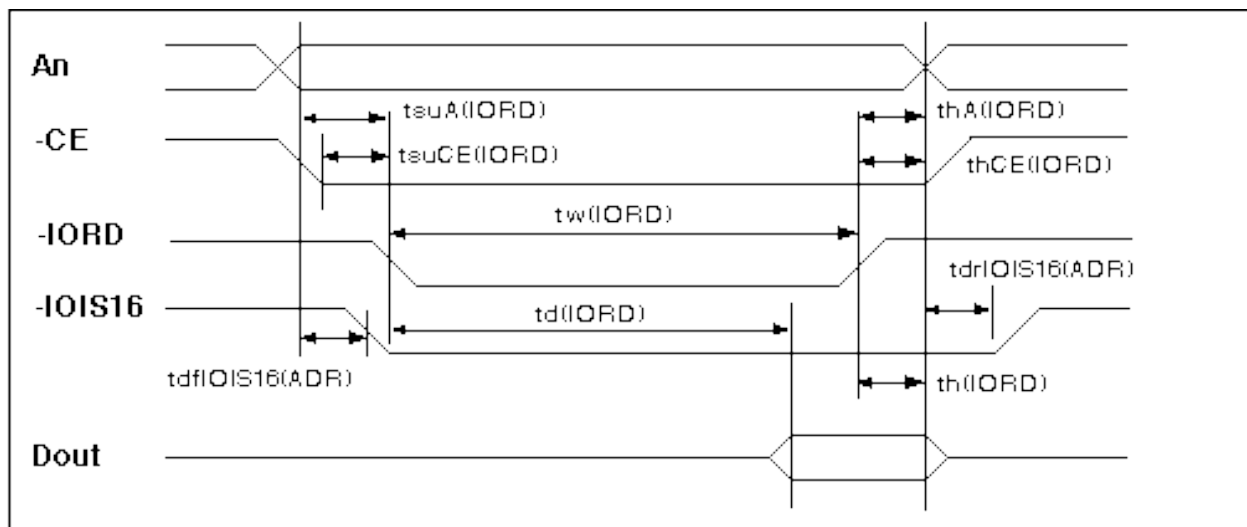 An
tsuA(IORD) thA(IORD)
-CE
tsuCE(IORD) thCE(IORD)
tw(IORD)
-IORD
tdrIOIS16(ADR)
-IOIS16
td(IORD)
tdfIOIS16(ADR) th(IORD)
Dout